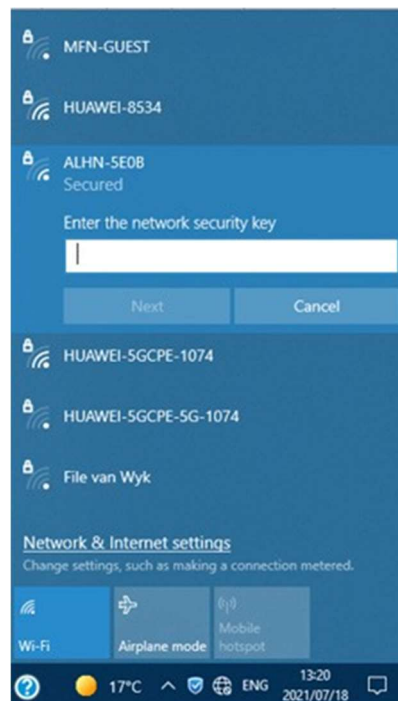 MFN-GUEST
HUAWEI-8534
ALHN-5E0B
Secured
Enter the network security key
Next
Cancel
HUAWEI-5GCPE-1074
HUAWEI-5GCPE-5G-1074
File van Wyk
Network & Internet settings
Change settings, such as making a connection metered.
Wi-Fi
Airplane mode
Mobile
hotspot
17°C
ENG
13:20
2021/07/18